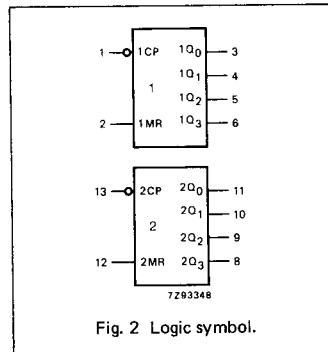 1 1CP 1Q0 3
1Q1 4
1 1Q2 5
2 1MR 1Q3 6
13 2CP 2Q0 11
2Q1 10
2 2Q2 9
12 2MR 2Q3 8
7Z93348
Fig. 2 Logic symbol.